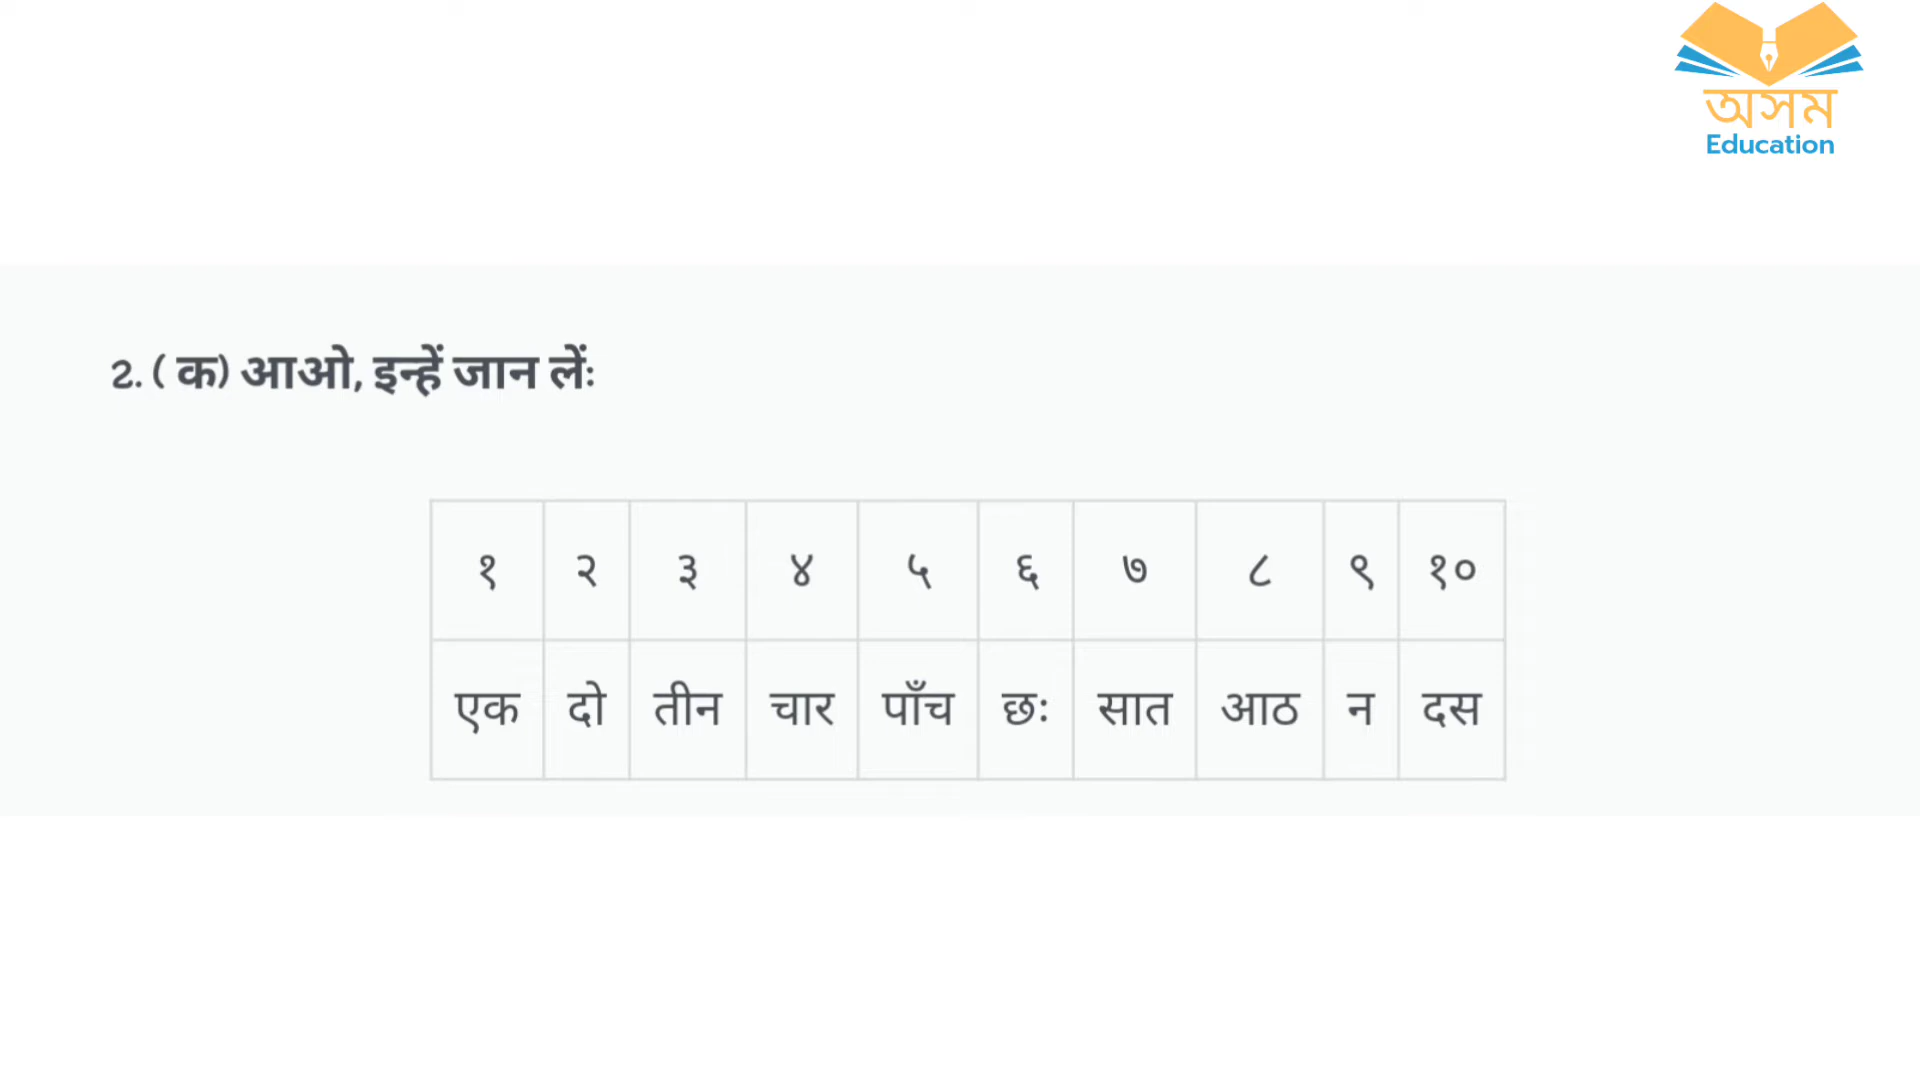 অসম
Education
2. ( क) आओ, इन्हें जान लें:
१ २ ३ ४ ५ ६ ७ ८ ९ १०
एक दो तीन चार पाँच छः सात आठ न दस